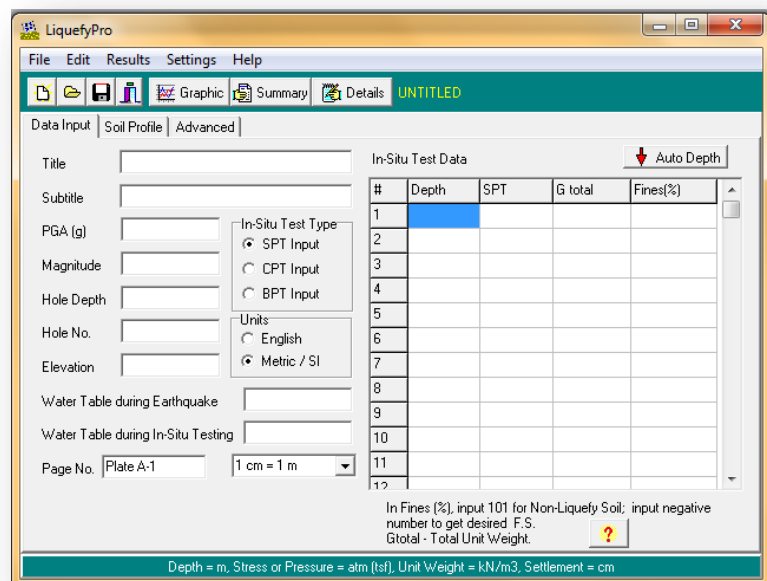 LiquefyPro
File Edit Results Settings Help
Graphic Summary Details UNTITLED
Data Input Soil Profile Advanced
Title
Subtitle
PGA (g)
Magnitude
Hole Depth
Hole No.
Elevation
In-Situ Test Type
SPT Input
CPT Input
BPT Input
Units
English
Metric / SI
Water Table during Earthquake
Water Table during In-Situ Testing
Page No. Plate A-1 1 cm = 1 m
In-Situ Test Data Auto Depth
# Depth SPT G total Fines(%)
1
2
3
4
5
6
7
8
9
10
11
12
In Fines (%), input 101 for Non-Liquefy Soil; input negative
number to get desired F.S.
Gtotal - Total Unit Weight.
?
Depth = m, Stress or Pressure = atm (tsf), Unit Weight = kN/m3, Settlement = cm